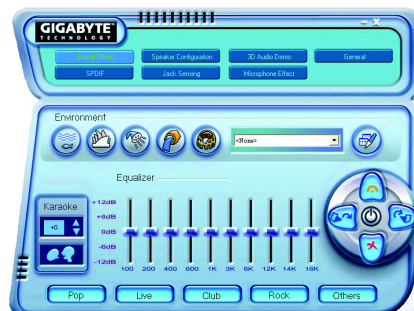 GIGABYTE
TECHNOLOGY
Sound Effect
Speaker Configuration
3D Audio Demo
General
SPDIF
Jack Sensing
Microphone Effect
Environment
<None>
Equalizer
Karaoke
+0
+12dB
+6dB
0dB
-6dB
-12dB
100 200 400 600 1K 3K 6K 12K 14K 16K
Pop
Live
Club
Rock
Others